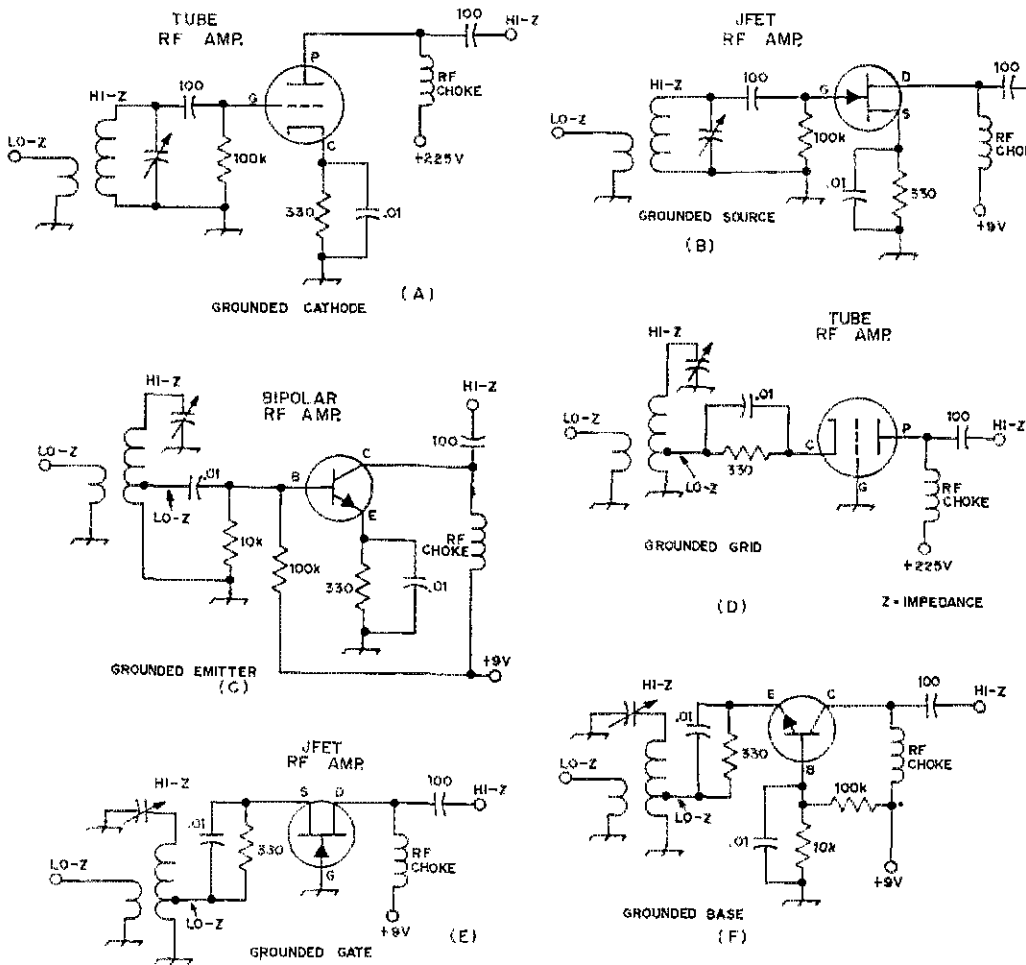 TUBE
RF AMP.
100
HI-Z
P
RF
CHOKE
HI-Z
100
G
LO-Z
100k
C
+225V
330
.01
GROUNDED CATHODE
(A)
JFET
RF AMP.
100
HI-Z
100
D
G
S
LO-Z
100k
RF
.01
330
GROUNDED SOURCE
+9V
(B)
BIPOLAR
RF AMP.
HI-Z
HI-Z
100
LO-Z
.01
B
C
E
LO-Z
RF
CHOKE
10k
100k
330
.01
GROUNDED EMITTER
+9V
(C)
TUBE
RF AMP.
HI-Z
.01
LO-Z
P
100
HI-Z
C
330
LO-Z
G
RF
CHOKE
GROUNDED GRID
+225V
(D)
Z = IMPEDANCE
JFET
RF AMP.
HI-Z
S
D
100
HI-Z
.01
330
LO-Z
G
RF
CHOKE
LO-Z
+9V
GROUNDED GATE
(E)
HI-Z
E
C
100
HI-Z
.01
330
LO-Z
B
RF
CHOKE
LO-Z
100k
.01
10k
+9V
GROUNDED BASE
(F)